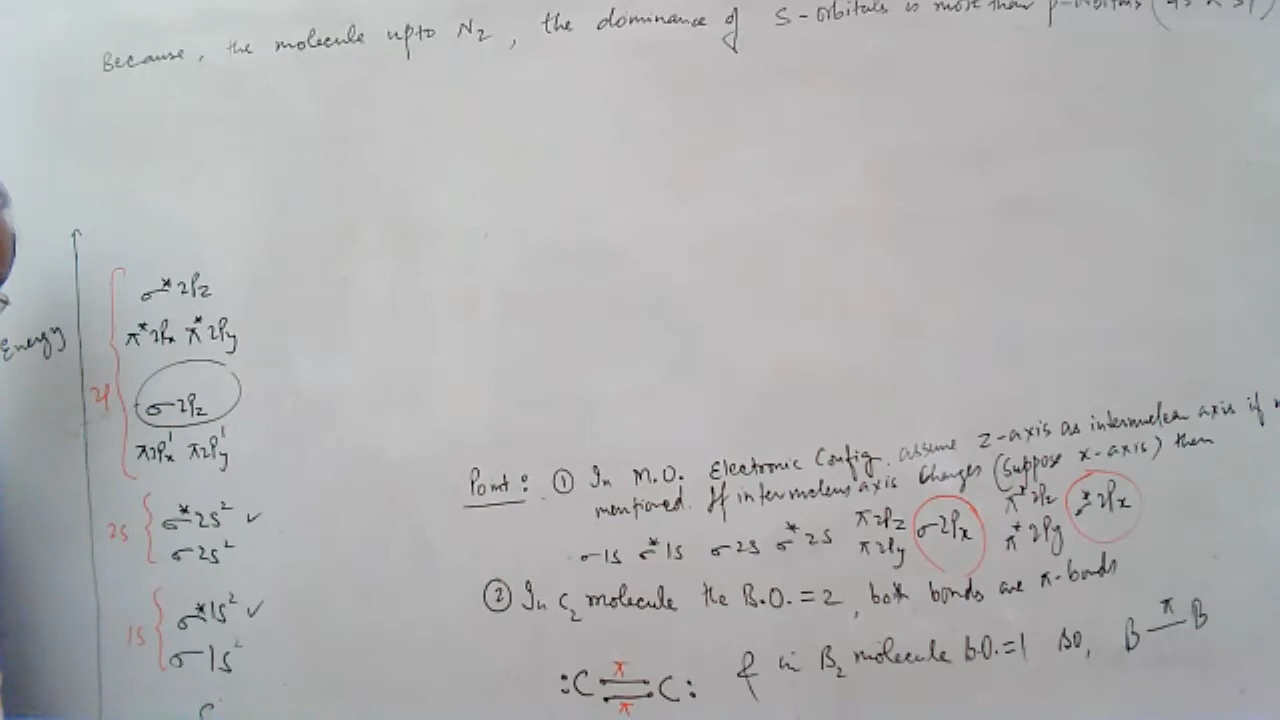 Because, the molecule upto N2, the dominance of s-orbitals is more than p-orbitals
σ*2Pz
π*2Px π*2Py
Energy
2p
σ2Pz
π2Px¹ π2Py¹
2s
σ*2s² ✓
σ2s²
1s
σ*1s² ✓
σ1s²
Point: ① In M.O. Electronic Config. assume z-axis as internuclear axis if
mentioned. If internuclear axis changes (suppose x-axis) then
σ1s σ*1s σ2s σ*2s π2Pz π2Py σ2Px π*2Pz π*2Py *2Px
② In C2 molecule the B.O. = 2, both bonds are π-bonds
:C π π C: & in B2 molecule b.O.=1 so, B π B